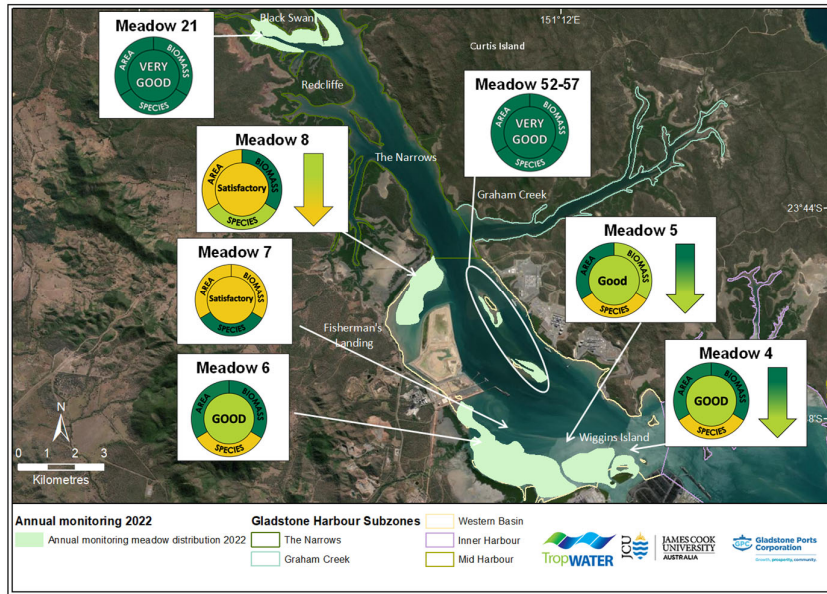 Black Swan
151°12'E
Meadow 21
AREA
BIOMASS
VERY
GOOD
SPECIES
Curtis Island
Redcliffe
Meadow 52-57
AREA
BIOMASS
VERY
GOOD
SPECIES
Meadow 8
AREA
BIOMASS
Satisfactory
SPECIES
The Narrows
Graham Creek
23°44'S
Meadow 5
AREA
BIOMASS
Good
SPECIES
Meadow 7
AREA
BIOMASS
Satisfactory
SPECIES
Fisherman's
Landing
Meadow 6
AREA
BIOMASS
GOOD
SPECIES
Meadow 4
AREA
BIOMASS
GOOD
SPECIES
8'S
Wiggins Island
N
0 1 2 3
Kilometres
Annual monitoring 2022
Annual monitoring meadow distribution 2022
Gladstone Harbour Subzones
The Narrows
Graham Creek
Western Basin
Inner Harbour
Mid Harbour
TropWATER
JCU
JAMES COOK
UNIVERSITY
AUSTRALIA
GPC
Gladstone Ports
Corporation
Growth, prosperity, community.